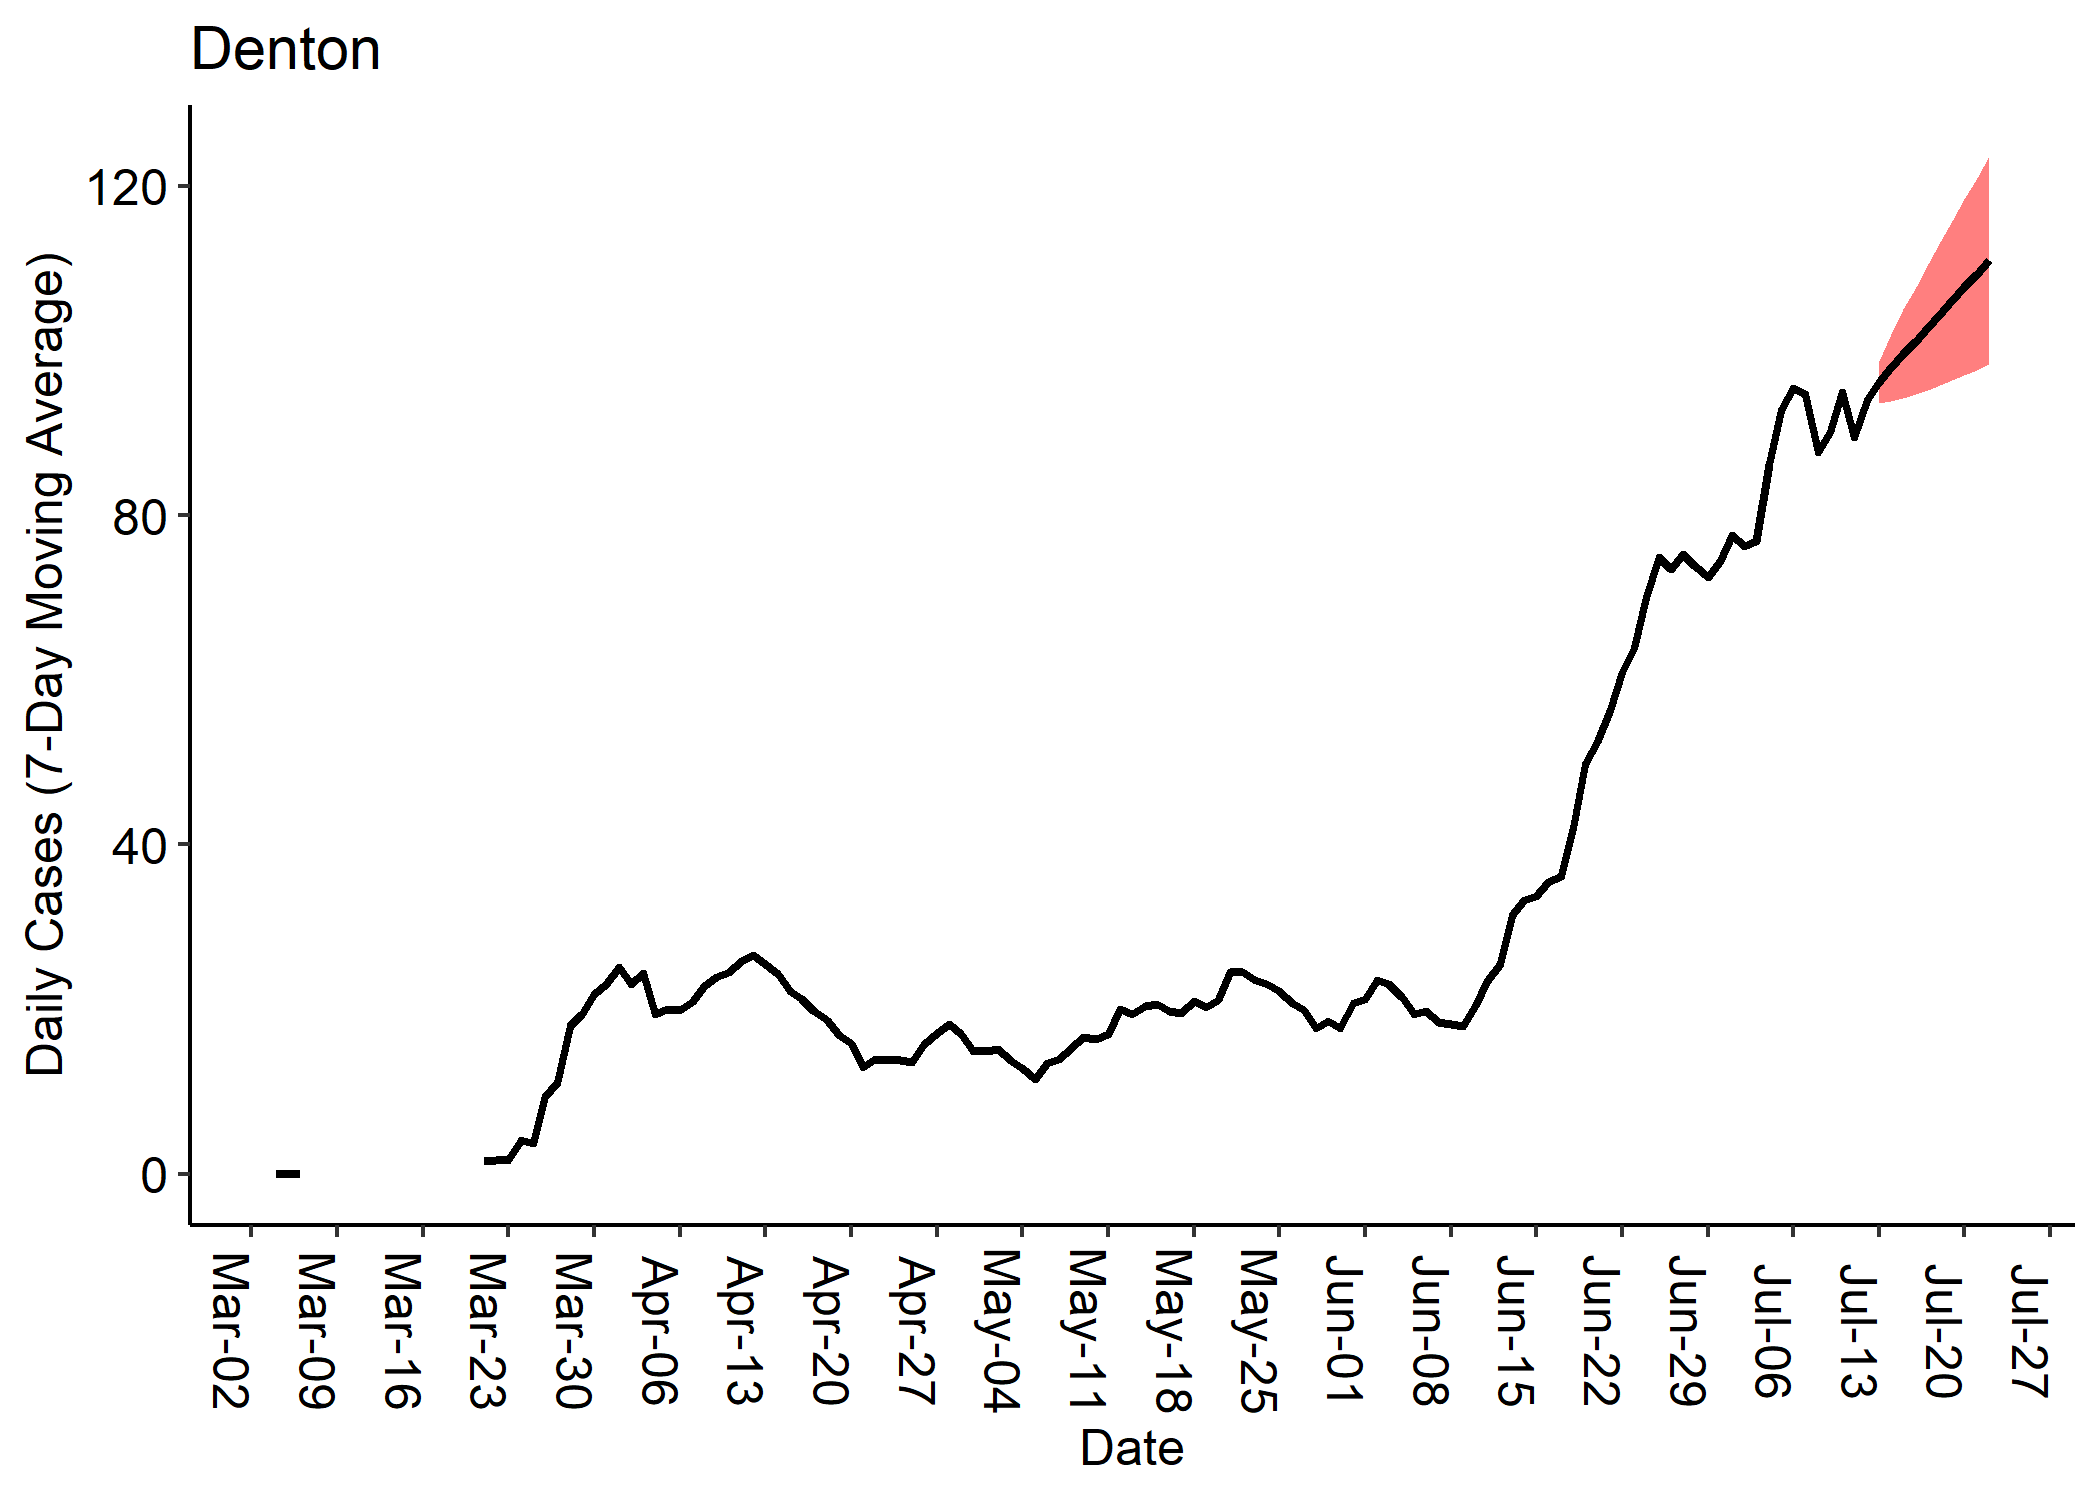 Denton
Daily Cases (7-Day Moving Average)
120
80
40
0
Mar-02
Mar-09
Mar-16
Mar-23
Mar-30
Apr-06
Apr-13
Apr-20
Apr-27
May-04
May-11
May-18
May-25
Jun-01
Jun-08
Jun-15
Jun-22
Jun-29
Jul-06
Jul-13
Jul-20
Jul-27
Date